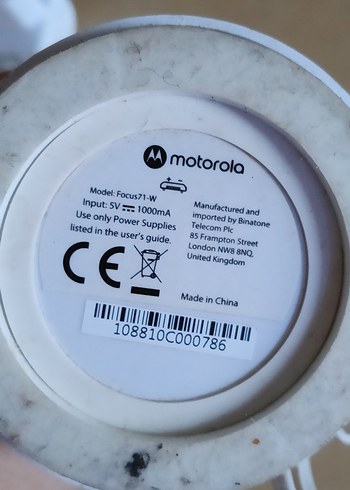 motorola
Model: Focus71-W
Input: 5V ⎓ 1000mA
Use only Power Supplies
listed in the user's guide.
Manufactured and
imported by Binatone
Telecom Plc
85 Frampton Street
London NW8 8NQ,
United Kingdom
CE
Made in China
108810C000786